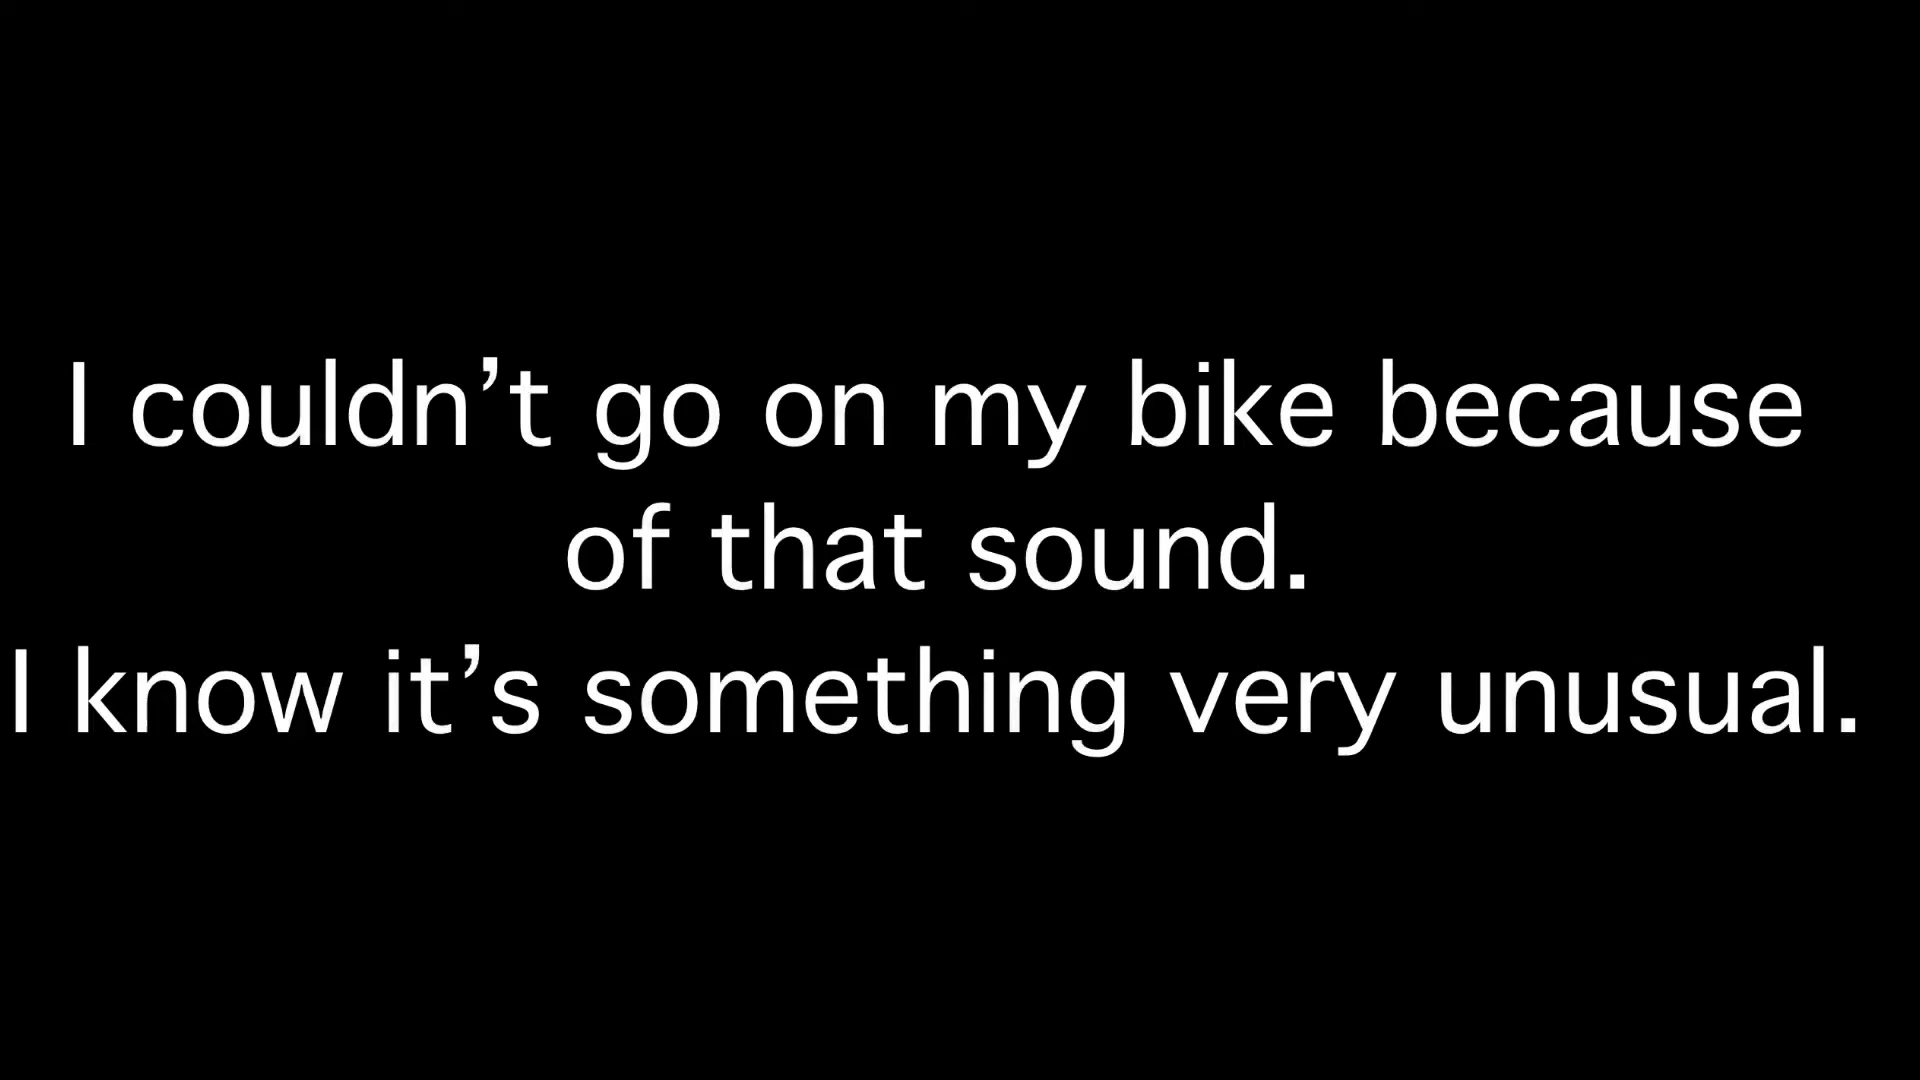 I couldn’t go on my bike because
of that sound.
I know it’s something very unusual.